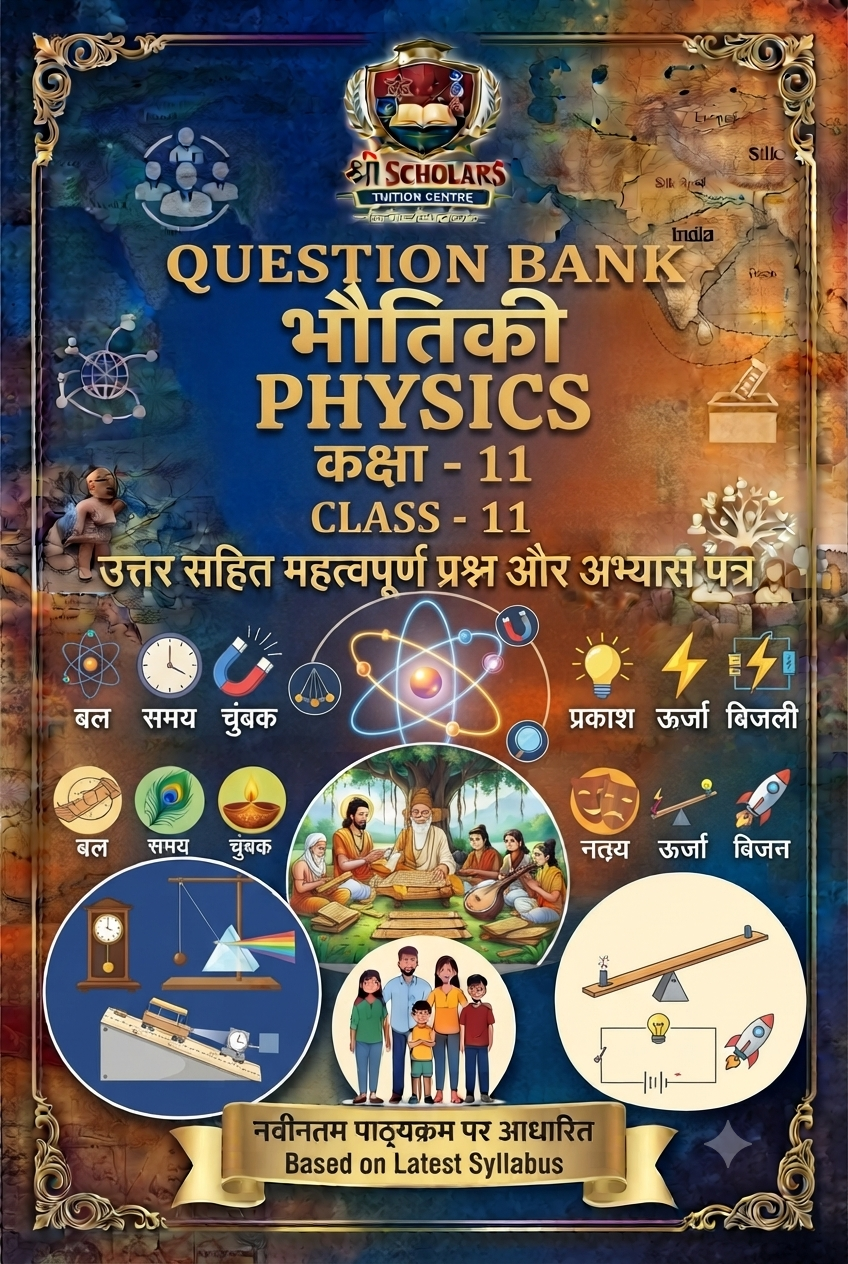 श्री SCHOLARS
TUITION CENTRE
Silk
India
QUESTION BANK
भौतिकी
PHYSICS
कक्षा - 11
CLASS - 11
उत्तर सहित महत्वपूर्ण प्रश्न और अभ्यास पत्र
बल समय चुंबक प्रकाश ऊर्जा बिजली
बल समय चुंबक नतृय ऊर्जा बिजन
नवीनतम पाठ्यक्रम पर आधारित
Based on Latest Syllabus